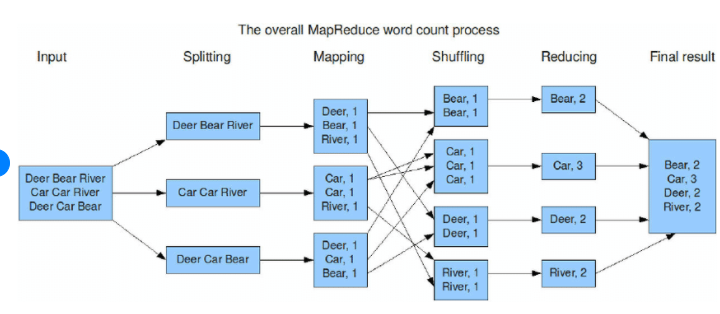 The overall MapReduce word count process
Input
Splitting
Mapping
Shuffling
Reducing
Final result
Deer Bear River
Car Car River
Deer Car Bear
Deer Bear River
Car Car River
Deer Car Bear
Deer, 1
Bear, 1
River, 1
Car, 1
Car, 1
River, 1
Deer, 1
Car, 1
Bear, 1
Bear, 1
Bear, 1
Car, 1
Car, 1
Car, 1
Deer, 1
Deer, 1
River, 1
River, 1
Bear, 2
Car, 3
Deer, 2
River, 2
Bear, 2
Car, 3
Deer, 2
River, 2